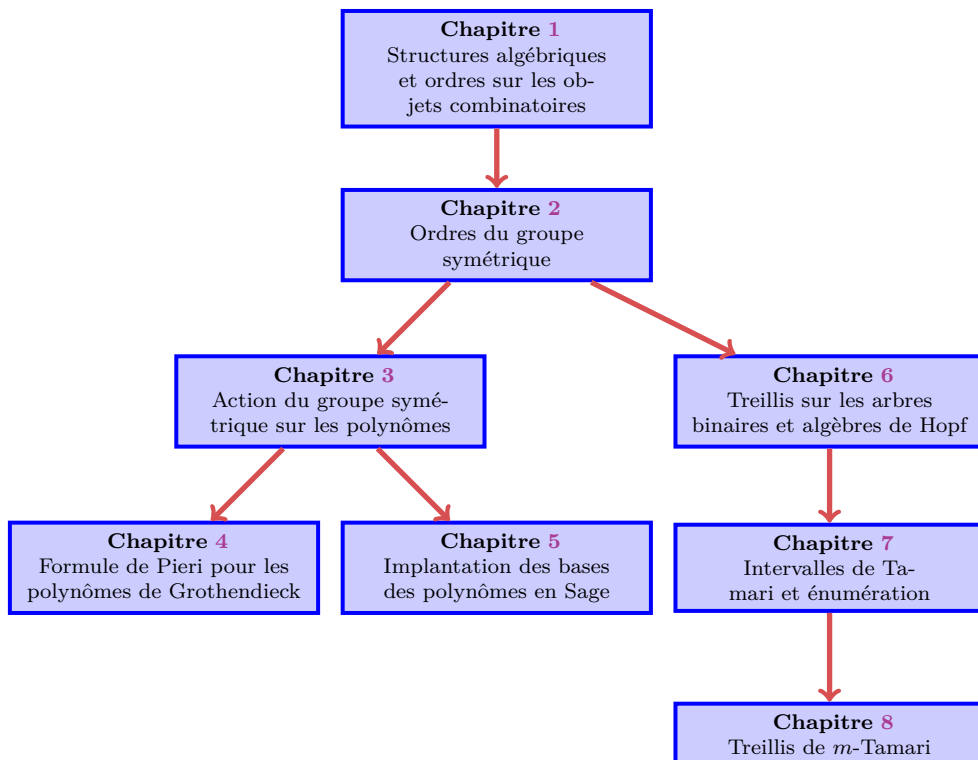 Chapitre 1
Structures algébriques
et ordres sur les ob-
jets combinatoires
Chapitre 2
Ordres du groupe
symétrique
Chapitre 3
Action du groupe symé-
trique sur les polynômes
Chapitre 6
Treillis sur les arbres
binaires et algèbres de Hopf
Chapitre 4
Formule de Pieri pour les
polynômes de Grothendieck
Chapitre 5
Implantation des bases
des polynômes en Sage
Chapitre 7
Intervalles de Ta-
mari et énumération
Chapitre 8
Treillis de m-Tamari